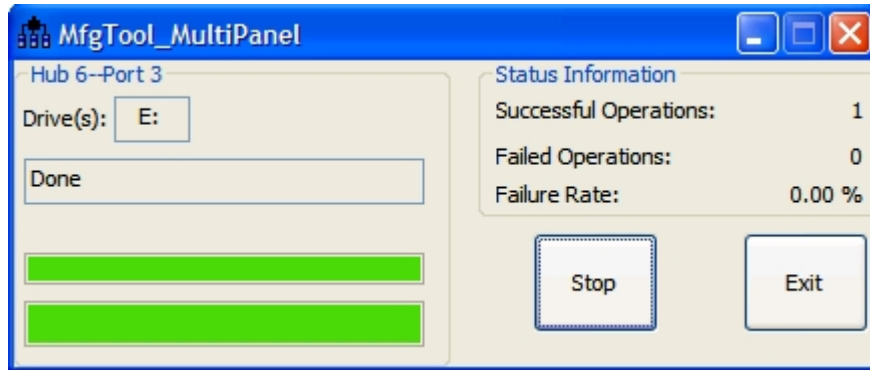 MfgTool_MultiPanel
Hub 6--Port 3
Drive(s): E:
Done
Status Information
Successful Operations: 1
Failed Operations: 0
Failure Rate: 0.00 %
Stop Exit